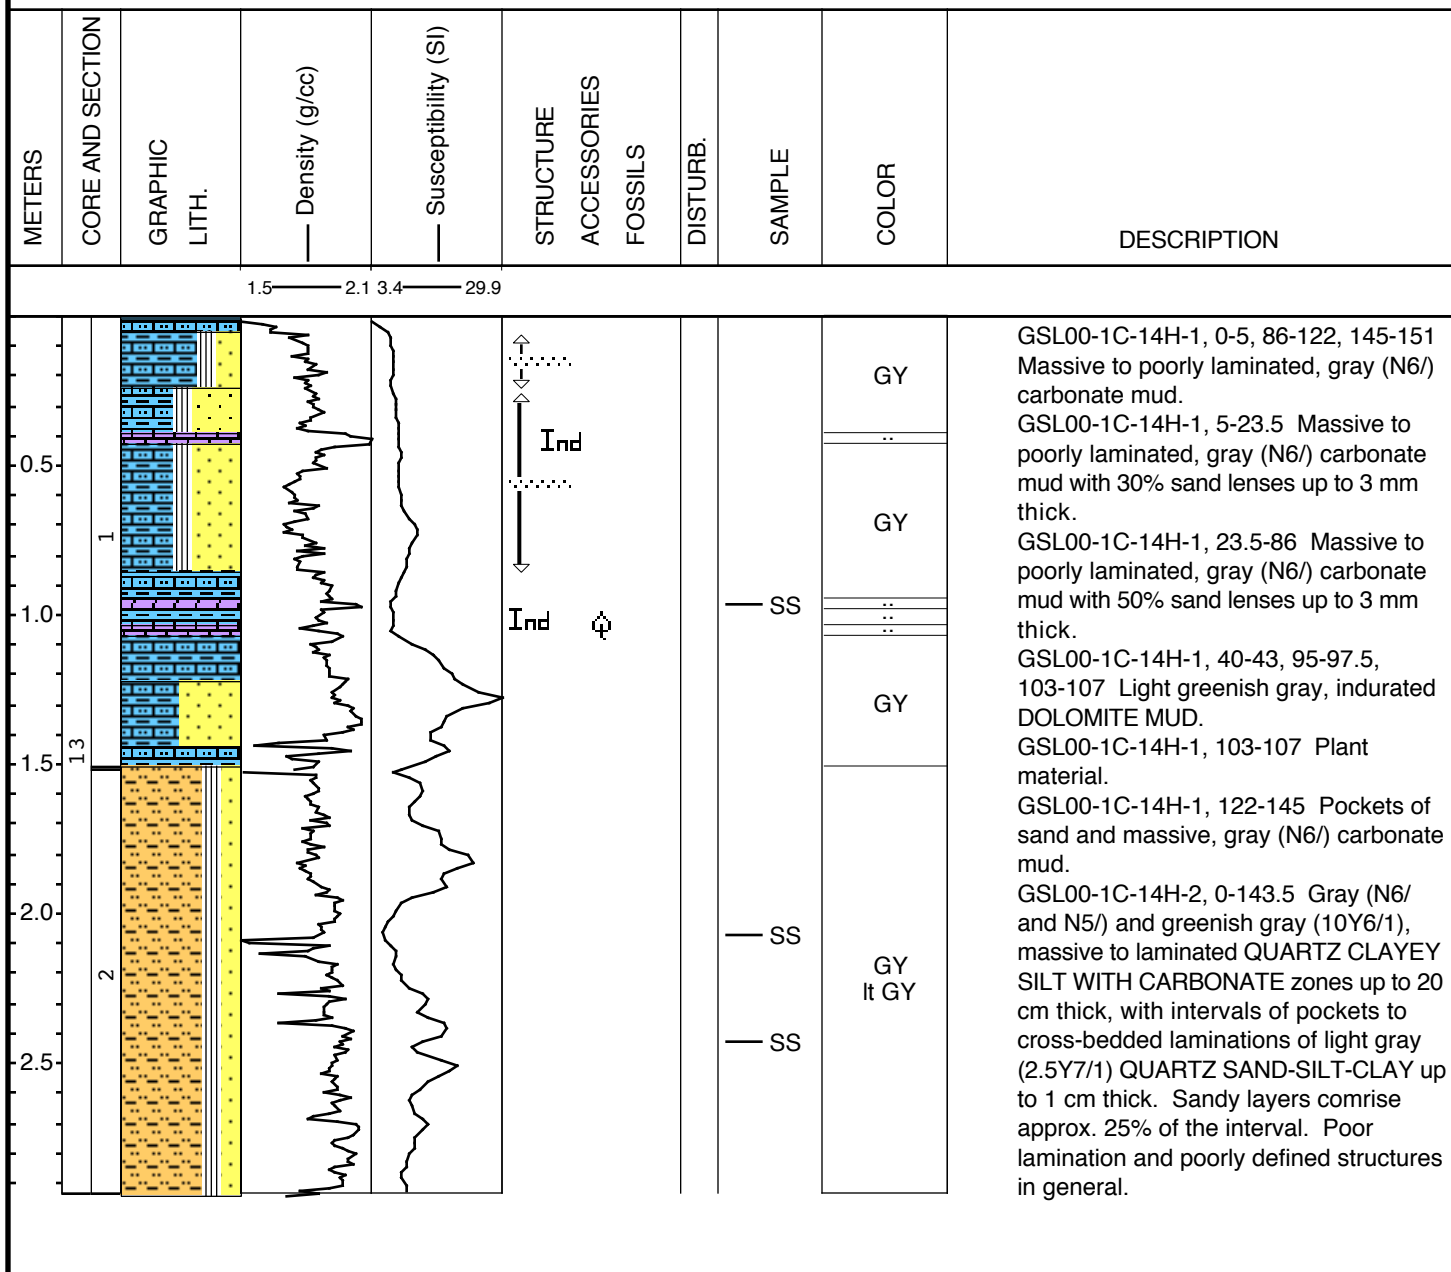 METERS
CORE AND SECTION
GRAPHIC
LITH.
Density (g/cc)
Susceptibility (SI)
STRUCTURE
ACCESSORIES
FOSSILS
DISTURB.
SAMPLE
COLOR
DESCRIPTION
1.5 2.1 3.4 29.9
0.5
1.0
1.5
2.0
2.5
13
1
2
Ind
Ind
SS
SS
SS
GY
GY
GY
GY
lt GY
GSL00-1C-14H-1, 0-5, 86-122, 145-151
Massive to poorly laminated, gray (N6/)
carbonate mud.
GSL00-1C-14H-1, 5-23.5 Massive to
poorly laminated, gray (N6/) carbonate
mud with 30% sand lenses up to 3 mm
thick.
GSL00-1C-14H-1, 23.5-86 Massive to
poorly laminated, gray (N6/) carbonate
mud with 50% sand lenses up to 3 mm
thick.
GSL00-1C-14H-1, 40-43, 95-97.5,
103-107 Light greenish gray, indurated
DOLOMITE MUD.
GSL00-1C-14H-1, 103-107 Plant
material.
GSL00-1C-14H-1, 122-145 Pockets of
sand and massive, gray (N6/) carbonate
mud.
GSL00-1C-14H-2, 0-143.5 Gray (N6/
and N5/) and greenish gray (10Y6/1),
massive to laminated QUARTZ CLAYEY
SILT WITH CARBONATE zones up to 20
cm thick, with intervals of pockets to
cross-bedded laminations of light gray
(2.5Y7/1) QUARTZ SAND-SILT-CLAY up
to 1 cm thick. Sandy layers comrise
approx. 25% of the interval. Poor
lamination and poorly defined structures
in general.